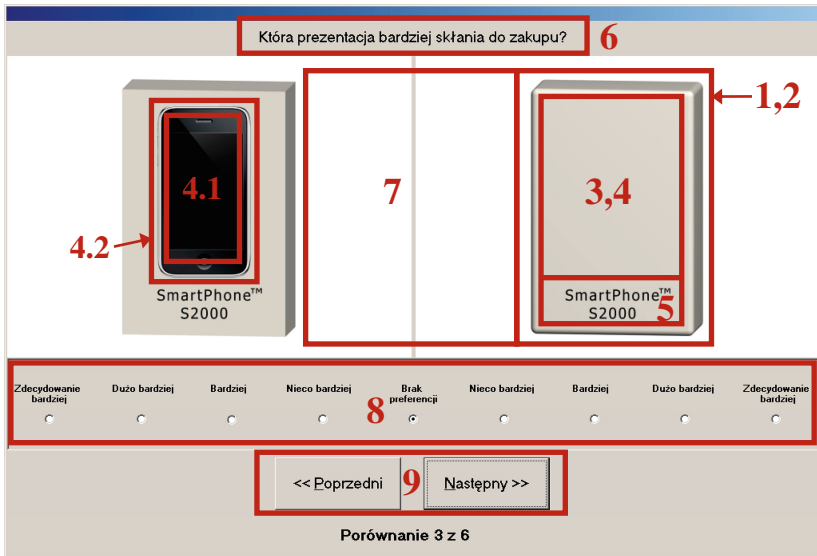 Która prezentacja bardziej skłania do zakupu?
6
1,2
4.1
7
3,4
4.2
SmartPhone™
S2000
SmartPhone™
S2000
5
Zdecydowanie bardziej
Dużo bardziej
Bardziej
Nieco bardziej
Brak preferencji
Nieco bardziej
Bardziej
Dużo bardziej
Zdecydowanie bardziej
8
<< Poprzedni
9
Następny >>
Porównanie 3 z 6